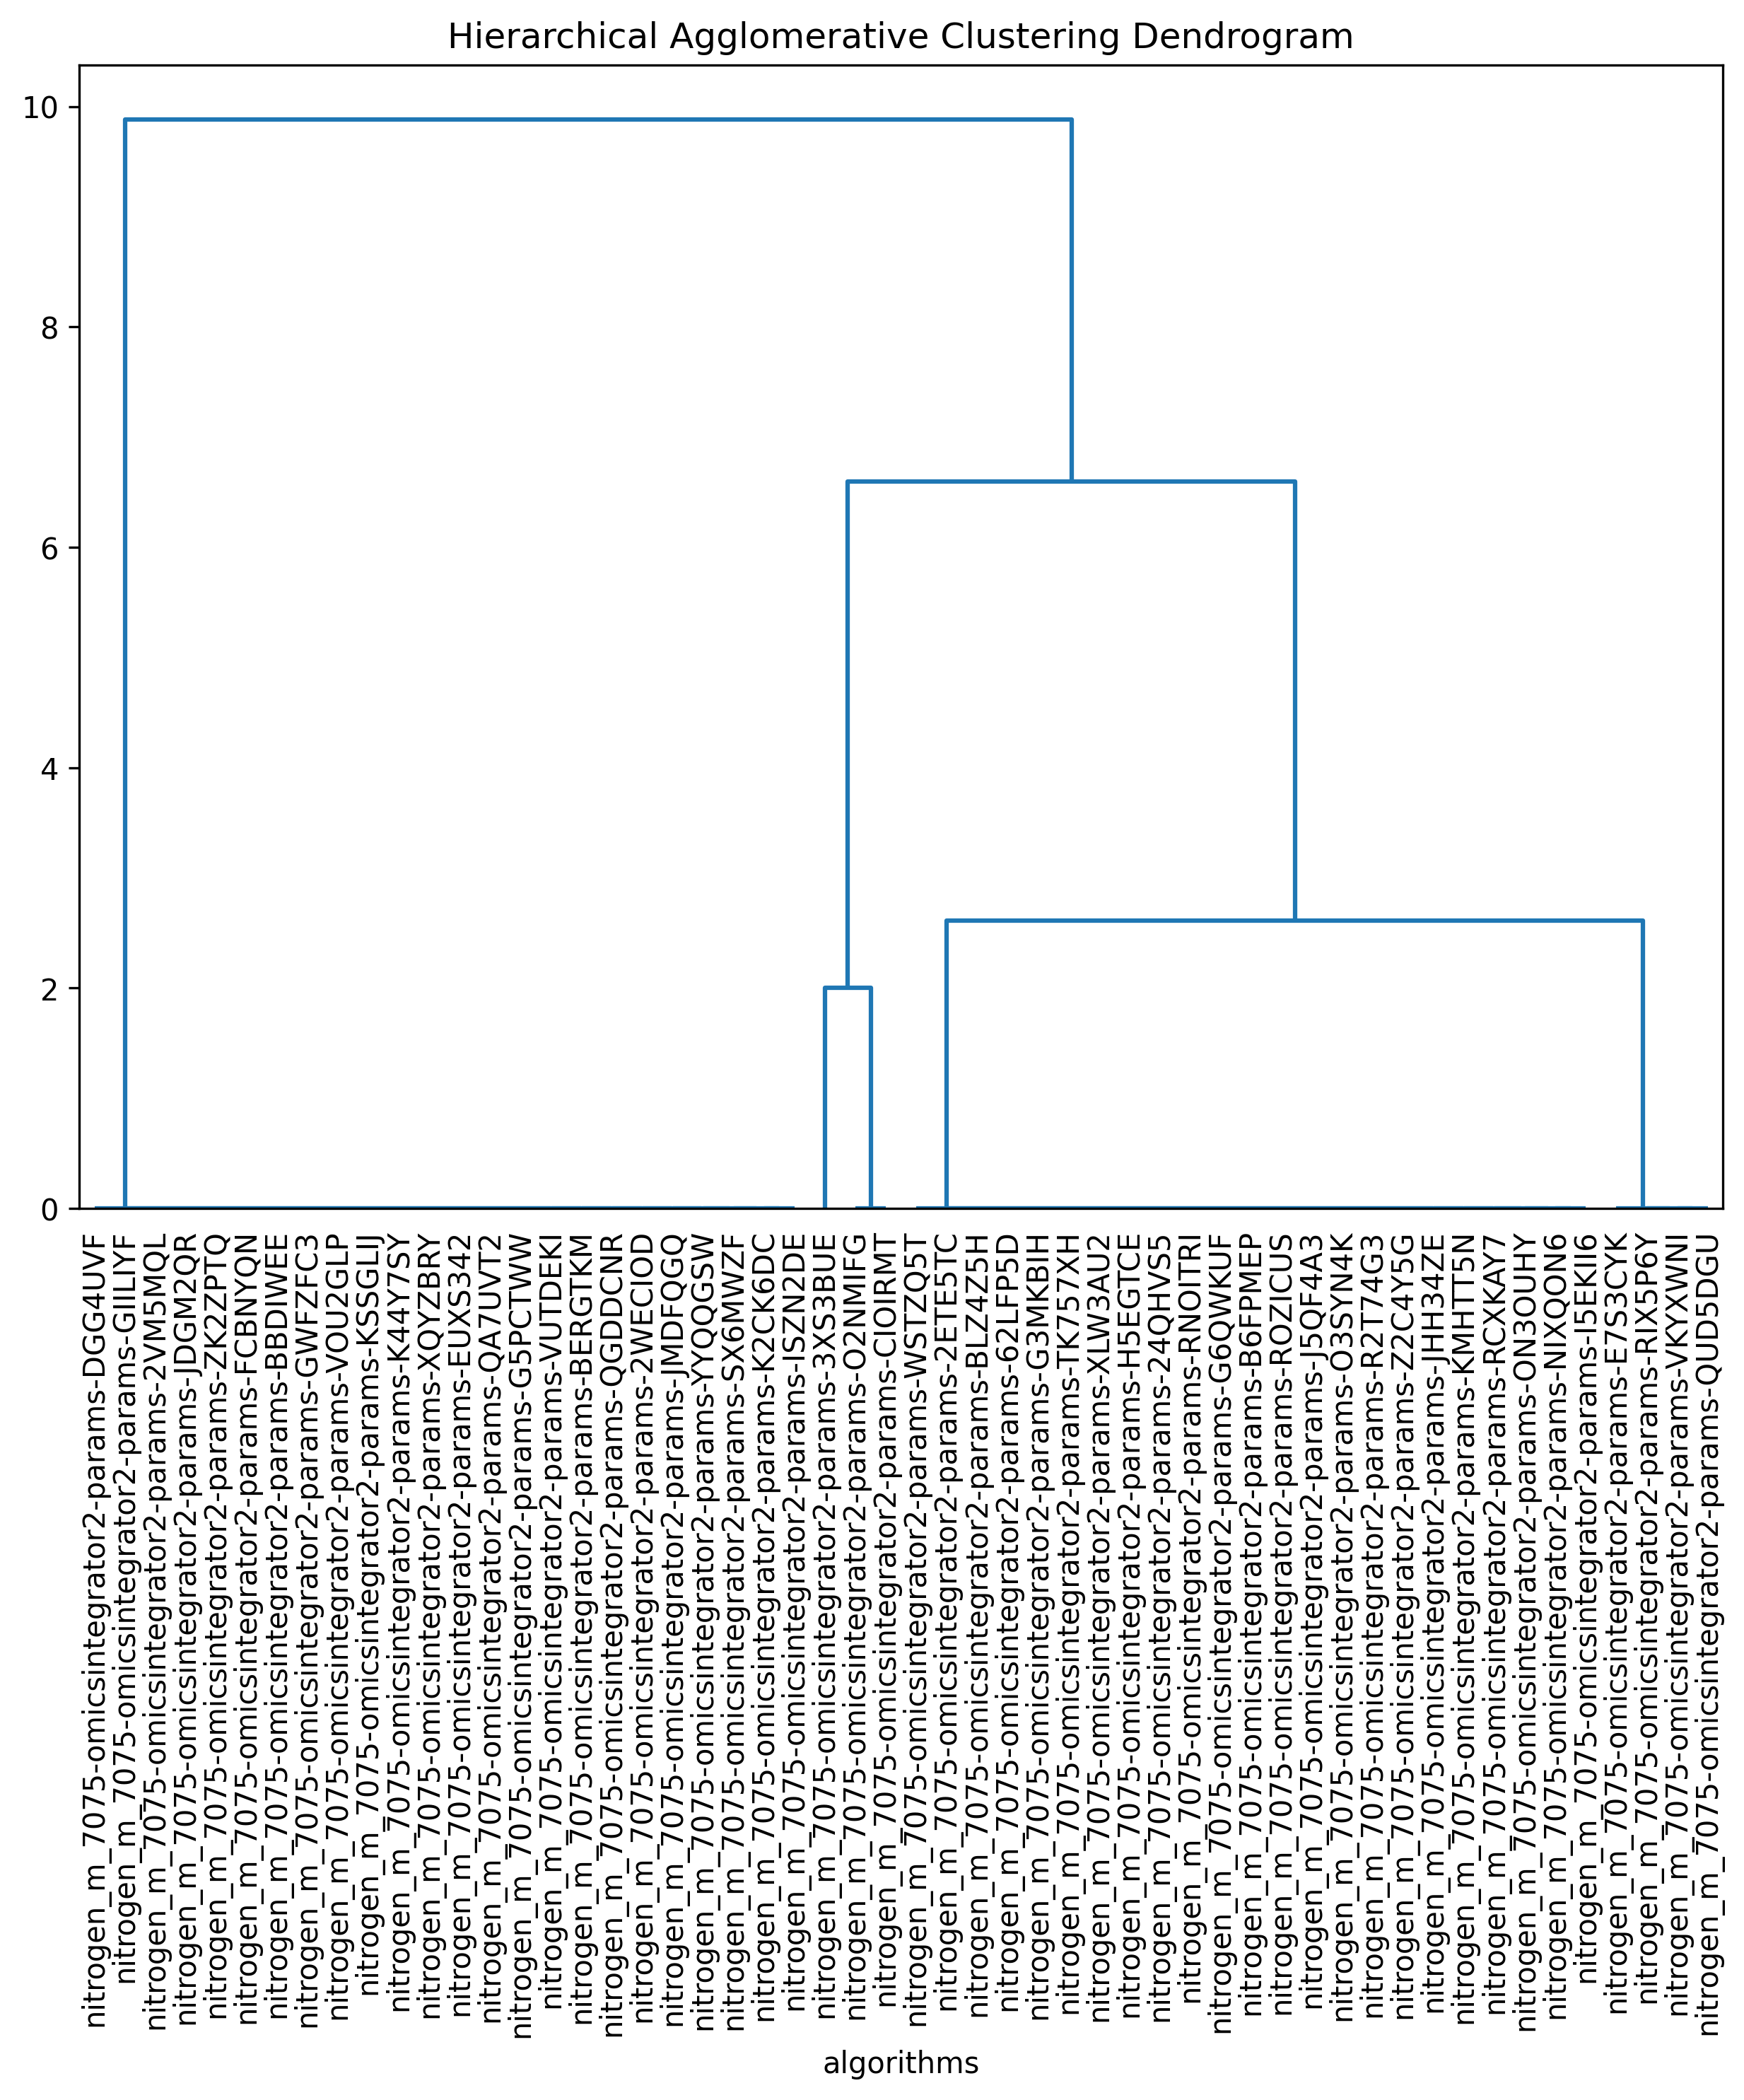 Hierarchical Agglomerative Clustering Dendrogram
10
8
6
4
2
0
nitrogen_m_7075-omicsintegrator2-params-DGG4UVF
nitrogen_m_7075-omicsintegrator2-params-GIILIYF
nitrogen_m_7075-omicsintegrator2-params-2VM5MQL
nitrogen_m_7075-omicsintegrator2-params-JDGM2QR
nitrogen_m_7075-omicsintegrator2-params-ZK2ZPTQ
nitrogen_m_7075-omicsintegrator2-params-FCBNYQN
nitrogen_m_7075-omicsintegrator2-params-BBDIWEE
nitrogen_m_7075-omicsintegrator2-params-GWFZFC3
nitrogen_m_7075-omicsintegrator2-params-VOU2GLP
nitrogen_m_7075-omicsintegrator2-params-KSSGLIJ
nitrogen_m_7075-omicsintegrator2-params-K44Y7SY
nitrogen_m_7075-omicsintegrator2-params-XQYZBRY
nitrogen_m_7075-omicsintegrator2-params-EUXS342
nitrogen_m_7075-omicsintegrator2-params-QA7UVT2
nitrogen_m_7075-omicsintegrator2-params-G5PCTWW
nitrogen_m_7075-omicsintegrator2-params-VUTDEKI
nitrogen_m_7075-omicsintegrator2-params-BERGTKM
nitrogen_m_7075-omicsintegrator2-params-QGDDCNR
nitrogen_m_7075-omicsintegrator2-params-2WECIOD
nitrogen_m_7075-omicsintegrator2-params-JMDFQGQ
nitrogen_m_7075-omicsintegrator2-params-YYQQGSW
nitrogen_m_7075-omicsintegrator2-params-SX6MWZF
nitrogen_m_7075-omicsintegrator2-params-K2CK6DC
nitrogen_m_7075-omicsintegrator2-params-ISZN2DE
nitrogen_m_7075-omicsintegrator2-params-3XS3BUE
nitrogen_m_7075-omicsintegrator2-params-O2NMIFG
nitrogen_m_7075-omicsintegrator2-params-CIOIRMT
nitrogen_m_7075-omicsintegrator2-params-WSTZQ5T
nitrogen_m_7075-omicsintegrator2-params-2ETE5TC
nitrogen_m_7075-omicsintegrator2-params-BLZ4Z5H
nitrogen_m_7075-omicsintegrator2-params-62LFP5D
nitrogen_m_7075-omicsintegrator2-params-G3MKBIH
nitrogen_m_7075-omicsintegrator2-params-TK757XH
nitrogen_m_7075-omicsintegrator2-params-XLW3AU2
nitrogen_m_7075-omicsintegrator2-params-H5EGTCE
nitrogen_m_7075-omicsintegrator2-params-24QHVS5
nitrogen_m_7075-omicsintegrator2-params-RNOITRI
nitrogen_m_7075-omicsintegrator2-params-G6QWKUF
nitrogen_m_7075-omicsintegrator2-params-B6FPMEP
nitrogen_m_7075-omicsintegrator2-params-ROZICUS
nitrogen_m_7075-omicsintegrator2-params-J5QF4A3
nitrogen_m_7075-omicsintegrator2-params-O3SYN4K
nitrogen_m_7075-omicsintegrator2-params-R2T74G3
nitrogen_m_7075-omicsintegrator2-params-Z2C4Y5G
nitrogen_m_7075-omicsintegrator2-params-JHH34ZE
nitrogen_m_7075-omicsintegrator2-params-KMHTT5N
nitrogen_m_7075-omicsintegrator2-params-RCXKAY7
nitrogen_m_7075-omicsintegrator2-params-ON3OUHY
nitrogen_m_7075-omicsintegrator2-params-NIXQON6
nitrogen_m_7075-omicsintegrator2-params-I5EKII6
nitrogen_m_7075-omicsintegrator2-params-E7S3CYK
nitrogen_m_7075-omicsintegrator2-params-RIX5P6Y
nitrogen_m_7075-omicsintegrator2-params-VKYXWNI
nitrogen_m_7075-omicsintegrator2-params-QUD5DGU
algorithms